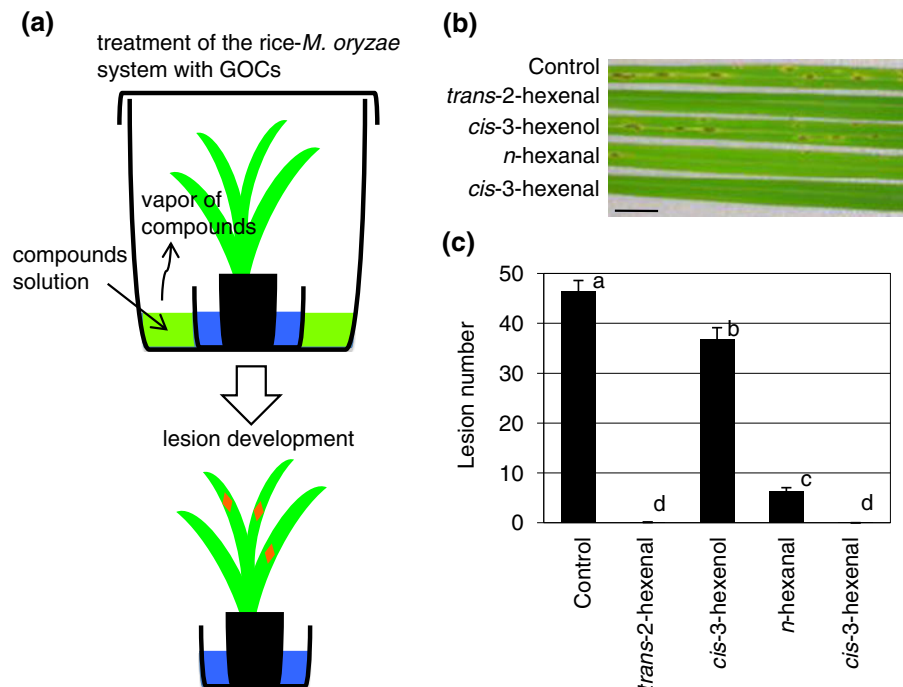 (a)
treatment of the rice-M. oryzae
system with GOCs
vapor of
compounds
compounds
solution
lesion development
(b)
Control
trans-2-hexenal
cis-3-hexenol
n-hexanal
cis-3-hexenal
(c)
Lesion number
50
40
30
20
10
0
a
d
b
c
d
Control
trans-2-hexenal
cis-3-hexenol
n-hexanal
cis-3-hexenal